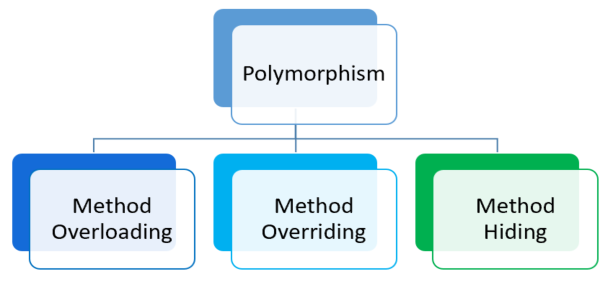 Polymorphism
Method
Overloading
Method
Overriding
Method
Hiding